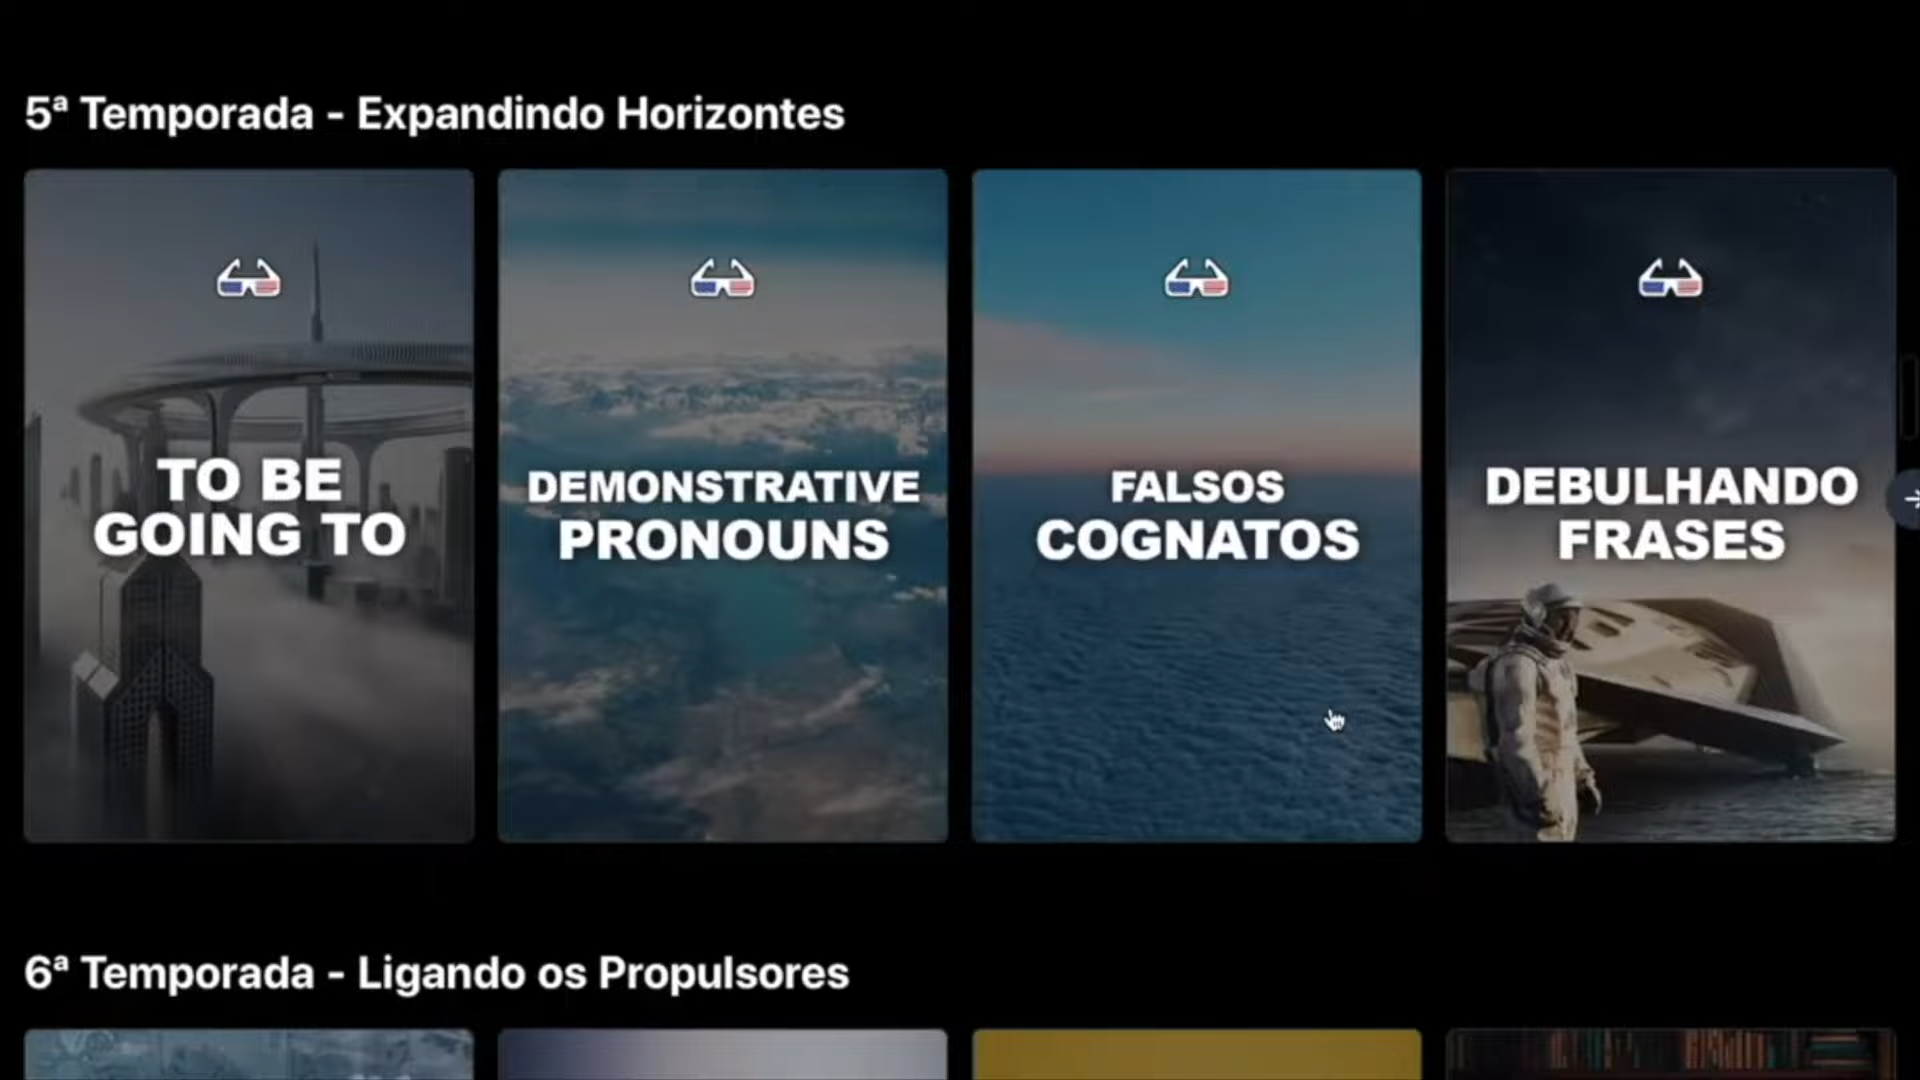 5ª Temporada - Expandindo Horizontes
TO BE
GOING TO
DEMONSTRATIVE
PRONOUNS
FALSOS
COGNATOS
DEBULHANDO
FRASES
6ª Temporada - Ligando os Propulsores